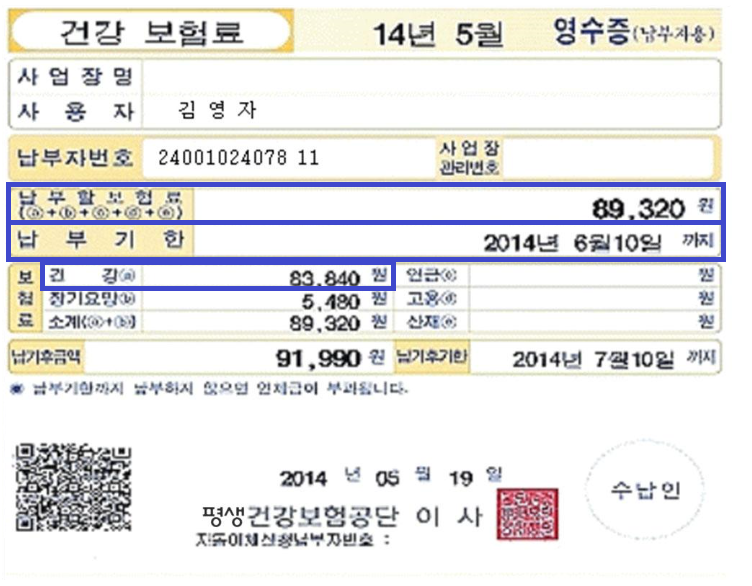 건강 보험료 14년 5월 영수증(납부자용)
사 업 장 명
사 용 자 김 영 자
납부자번호 24001024078 11 사 업 장 관리번호
납 부 할 보 험 료 (ⓐ+ⓑ+ⓒ+ⓓ+ⓔ) 89,320 원
납 부 기 한 2014년 6월10일 까지
보 험 료
건 강ⓐ 83,840 원 연금ⓒ 원
장기요양ⓑ 5,480 원 고용ⓓ 원
소계(ⓐ+ⓑ) 89,320 원 산재ⓔ 원
납기후금액 91,990 원 납기후기한 2014년 7월10일 까지
◉ 납부기한까지 납부하지 않으면 연체금이 부과됩니다.
2014 년 05 월 19 일
수납인
평생건강보험공단 이 사
자동이체신청납부자번호 :